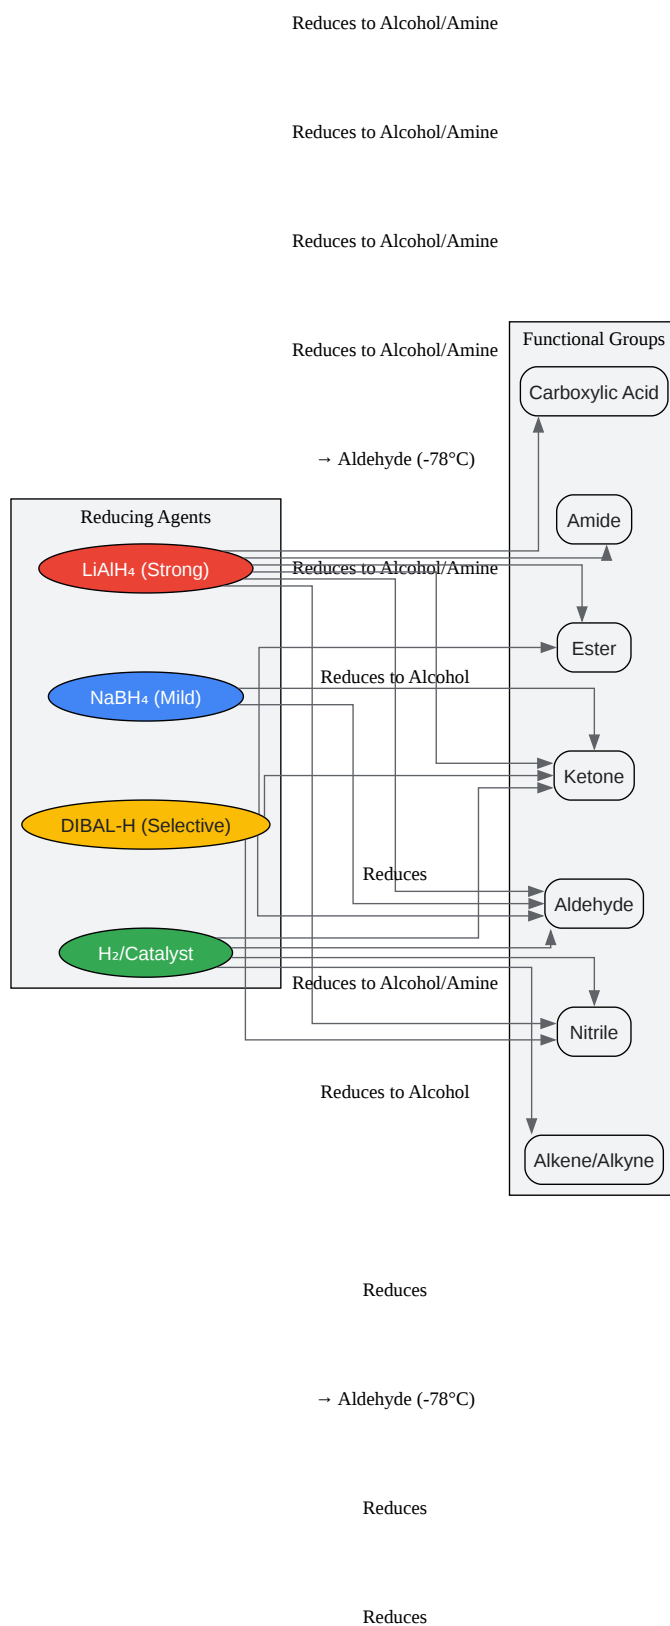 Reduces to Alcohol/Amine
Reduces to Alcohol/Amine
Reduces to Alcohol/Amine
Functional Groups
Reduces to Alcohol/Amine
Carboxylic Acid
→ Aldehyde (-78°C)
Reducing Agents
Amide
LiAlH₄ (Strong)
Reduces to Alcohol/Amine
Ester
Reduces to Alcohol
NaBH₄ (Mild)
Ketone
DIBAL-H (Selective)
Reduces
Aldehyde
H₂/Catalyst
Reduces to Alcohol/Amine
Nitrile
Reduces to Alcohol
Alkene/Alkyne
Reduces
→ Aldehyde (-78°C)
Reduces
Reduces